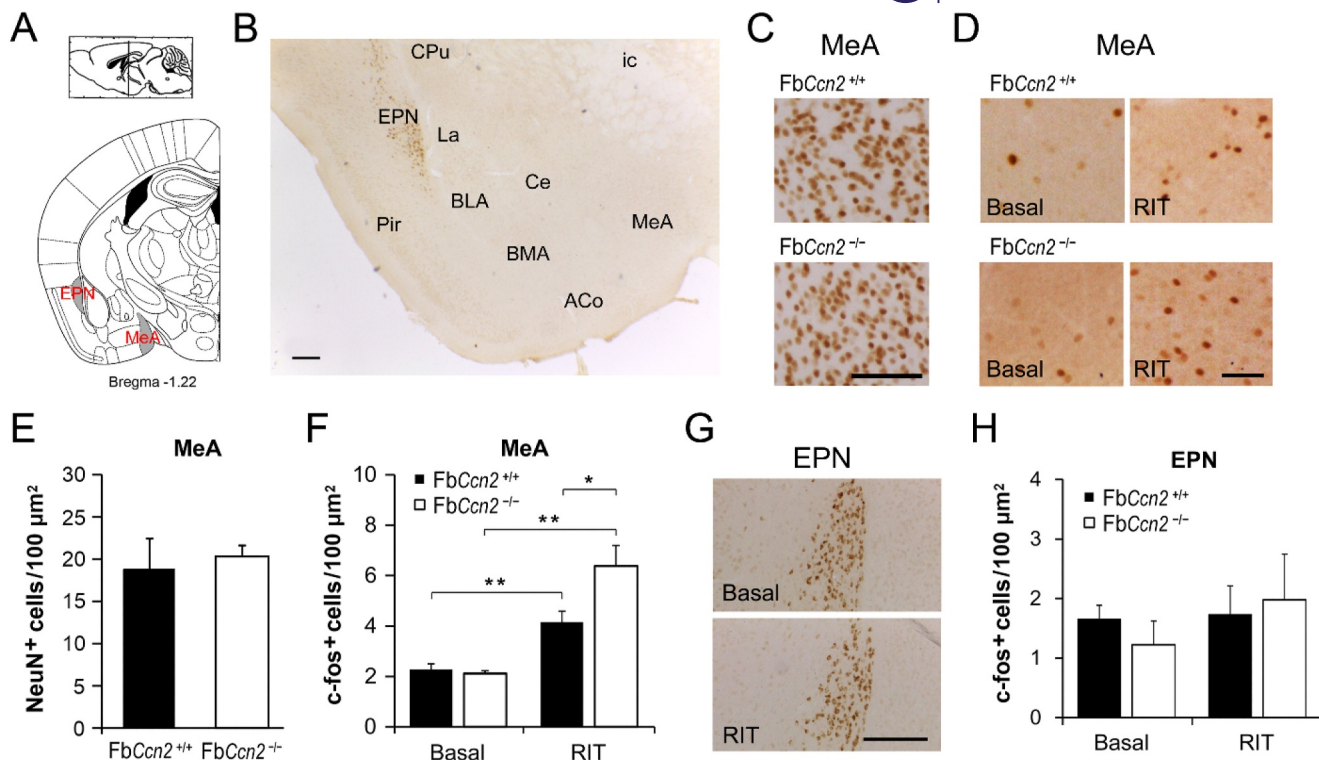 A
EPN
MeA
Bregma -1.22
B
CPu
ic
EPN
La
Ce
BLA
Pir
MeA
BMA
ACo
C
MeA
FbCcn2 +/+
FbCcn2 −/−
D
MeA
FbCcn2 +/+
Basal
RIT
FbCcn2 −/−
Basal
RIT
E
MeA
NeuN+ cells/100 µm²
30
25
20
15
10
5
0
FbCcn2 +/+ FbCcn2 −/−
F
MeA
c-fos+ cells/100 µm²
10
8
6
4
2
0
FbCcn2 +/+
FbCcn2 −/−
*
**
**
Basal RIT
G
EPN
Basal
RIT
H
EPN
c-fos+ cells/100 µm²
4
3
2
1
0
FbCcn2 +/+
FbCcn2 −/−
Basal RIT